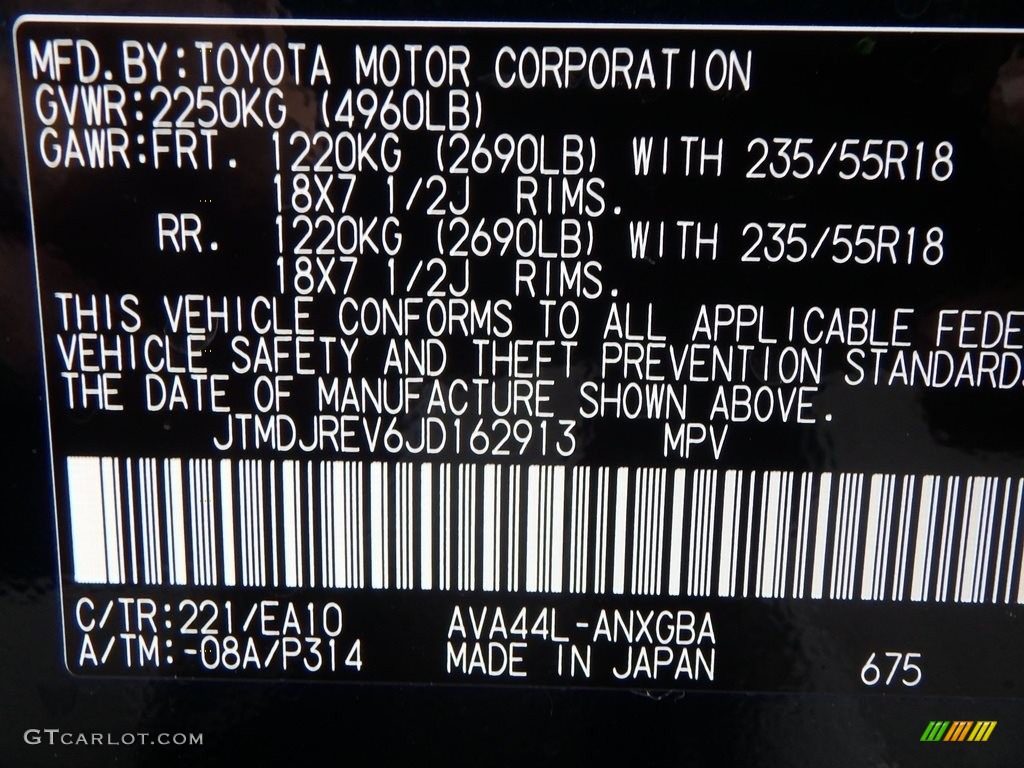 MFD.BY:TOYOTA MOTOR CORPORATION
GVWR:2250KG (4960LB)
GAWR:FRT. 1220KG (2690LB) WITH 235/55R18
18X7 1/2J RIMS.
RR. 1220KG (2690LB) WITH 235/55R18
18X7 1/2J RIMS.
THIS VEHICLE CONFORMS TO ALL APPLICABLE FEDE
VEHICLE SAFETY AND THEFT PREVENTION STANDARDS
THE DATE OF MANUFACTURE SHOWN ABOVE.
JTMDJREV6JD162913 MPV
C/TR:221/EA10 AVA44L-ANXGBA
A/TM:-08A/P314 MADE IN JAPAN 675
GTCARLOT.COM